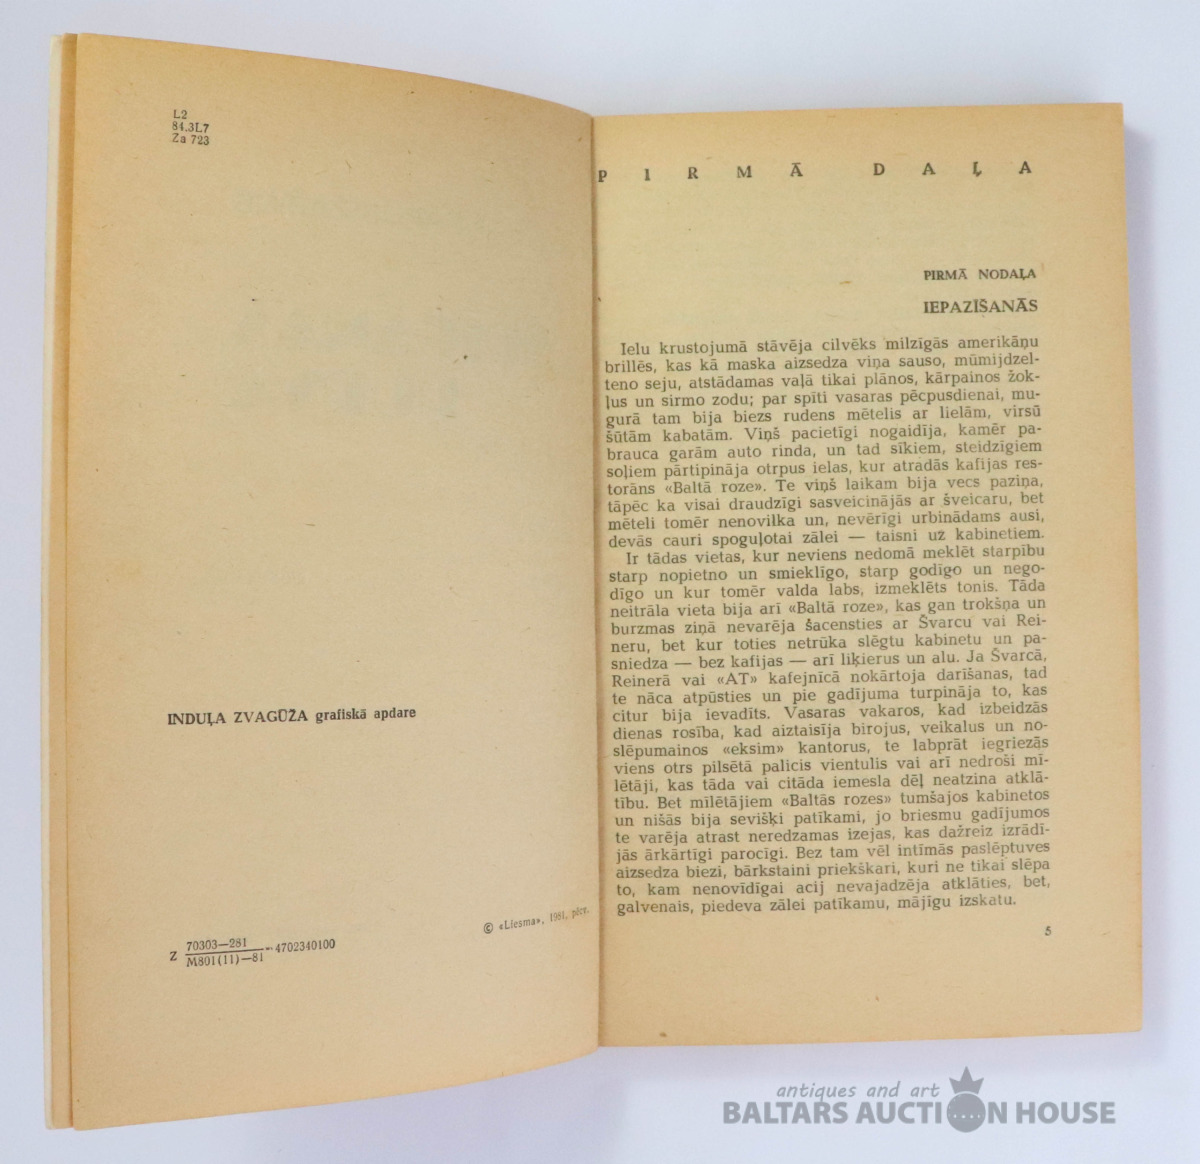 L2
84.3L7
Za 723
INDUĻA ZVAGŪŽA grafiskā apdare
Z 70303—281
M801(11)—81
4702340100
© «Liesma», 1981, pēcv.
PIRMĀ DAĻA
PIRMĀ NODAĻA
IEPAZĪŠANĀS
Ielu krustojumā stāvēja cilvēks milzīgās amerikāņu
brillēs, kas kā maska aizsedza viņa sauso, mūmijdzel-
teno seju, atstādamas vaļā tikai plānos, kārpainos žok-
ļus un sirmo zodu; par spīti vasaras pēcpusdienai, mu-
gurā tam bija biezs rudens mētelis ar lielām, virsū
šūtām kabatām. Viņš pacietīgi nogaidīja, kamēr pa-
brauca garām auto rinda, un tad sīkiem, steidzīgiem
soļiem pārtipināja otrpus ielas, kur atradās kafijas res-
torāns «Baltā roze». Te viņš laikam bija vecs paziņa,
tāpēc ka visai draudzīgi sasveicinājās ar šveicaru, bet
mēteli tomēr nenovilka un, nevērīgi urbinādams ausi,
devās cauri spoguļotai zālei — taisni uz kabinetiem.
Ir tādas vietas, kur neviens nedomā meklēt starpību
starp nopietno un smieklīgo, starp godīgo un nego-
dīgo un kur tomēr valda labs, izmeklēts tonis. Tāda
neitrāla vieta bija arī «Baltā roze», kas gan trokšņa un
burzmas ziņā nevarēja šacensties ar Švarcu vai Rei-
neru, bet kur toties netrūka slēgtu kabinetu un pa-
sniedza — bez kafijas — arī liķierus un alu. Ja Švarcā,
Reinerā vai «AT» kafejnīcā nokārtoja darīšanas, tad
te nāca atpūsties un pie gadījuma turpināja to, kas
citur bija ievadīts. Vasaras vakaros, kad izbeidzās
dienas rosība, kad aiztaisīja birojus, veikalus un no-
slēpumainos «eksim» kantorus, te labprāt iegriezās
viens otrs pilsētā palicis vientulis vai arī nedroši mī-
lētāji, kas tāda vai citāda iemesla dēļ neatzina atklā-
tību. Bet mīlētājiem «Baltās rozes» tumšajos kabinetos
un nišās bija sevišķi patīkami, jo briesmu gadījumos
te varēja atrast neredzamas izejas, kas dažreiz izrādī-
jās ārkārtīgi parocīgi. Bez tam vēl intīmās paslēptuves
aizsedza biezi, bārkstaini priekškari, kuri ne tikai slēpa
to, kam nenovīdīgai acij nevajadzēja atklāties, bet,
galvenais, piedeva zālei patīkamu, mājīgu izskatu.
5
antiques and art
BALTARS AUCTION HOUSE